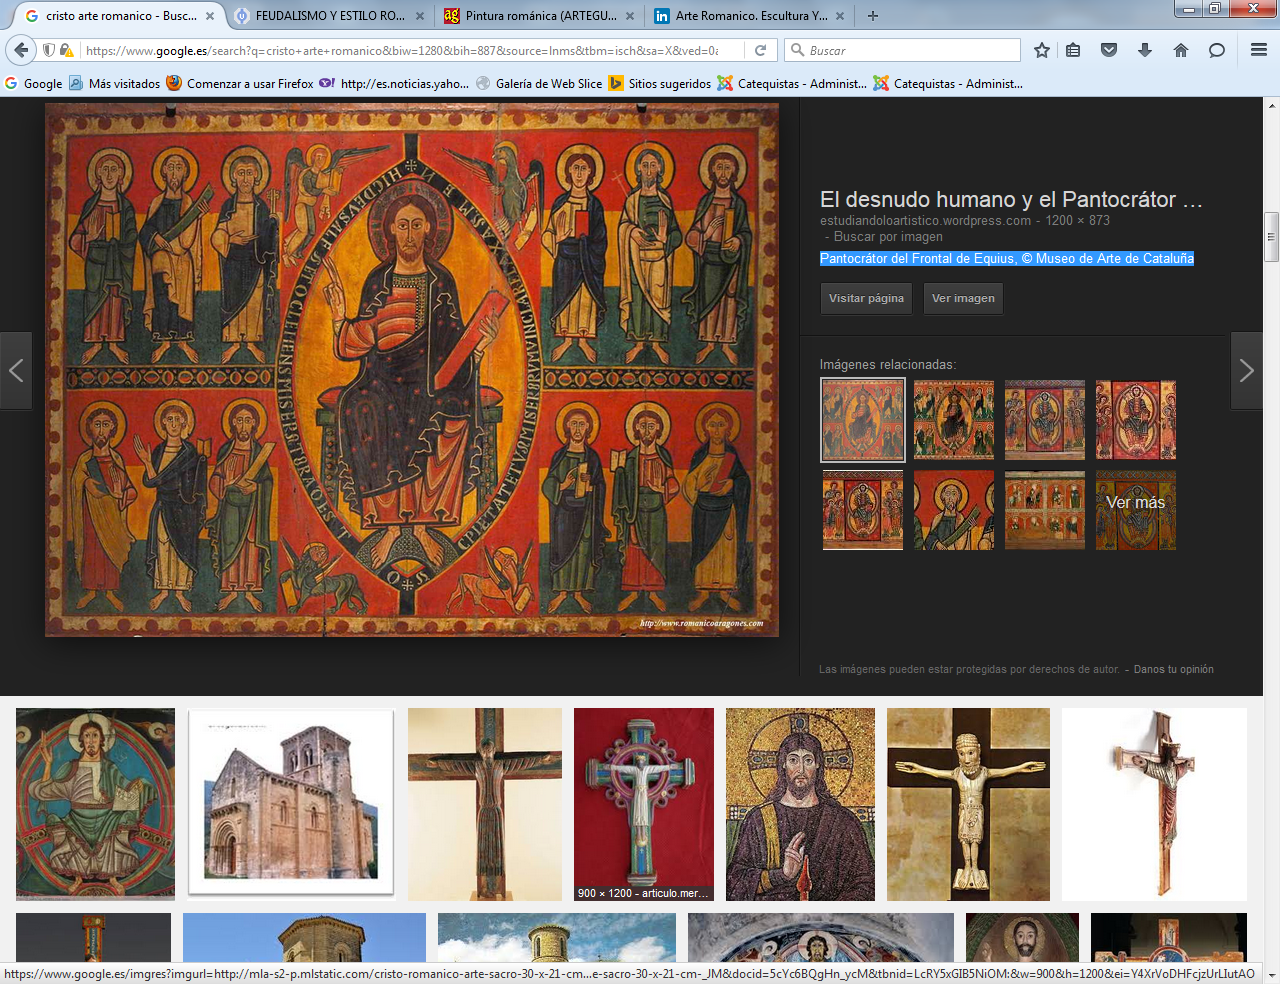 cristo arte romanico - Busc...
FEUDALISMO Y ESTILO RO...
Pintura románica (ARTEGU...
Arte Romanico. Escultura Y...
https://www.google.es/search?q=cristo+arte+romanico&biw=1280&bih=887&source=lnms&tbm=isch&sa=X&ved=0a
Buscar
Google
Más visitados
Comenzar a usar Firefox
http://es.noticias.yaho...
Galería de Web Slice
Sitios sugeridos
Catequistas - Administ...
Catequistas - Administ...
El desnudo humano y el Pantocrátor ...
estudiandoloartistico.wordpress.com - 1200 × 873
- Buscar por imagen
Pantocrátor del Frontal de Equius, © Museo de Arte de Cataluña
Visitar página
Ver imagen
Imágenes relacionadas:
Ver más
http://www.romanicoaragones.com
Las imágenes pueden estar protegidas por derechos de autor. - Danos tu opinión
900 × 1200 - articulo.mer...
https://www.google.es/imgres?imgurl=http://mla-s2-p.mlstatic.com/cristo-romanico-arte-sacro-30-x-21-cm...e-sacro-30-x-21-cm-_JM&docid=5cYc6BQgHn_ycM&tbnid=LcRY5xGIB5NiOM:&w=900&h=1200&ei=Y4XrVoDHFcjzUrLIutAO